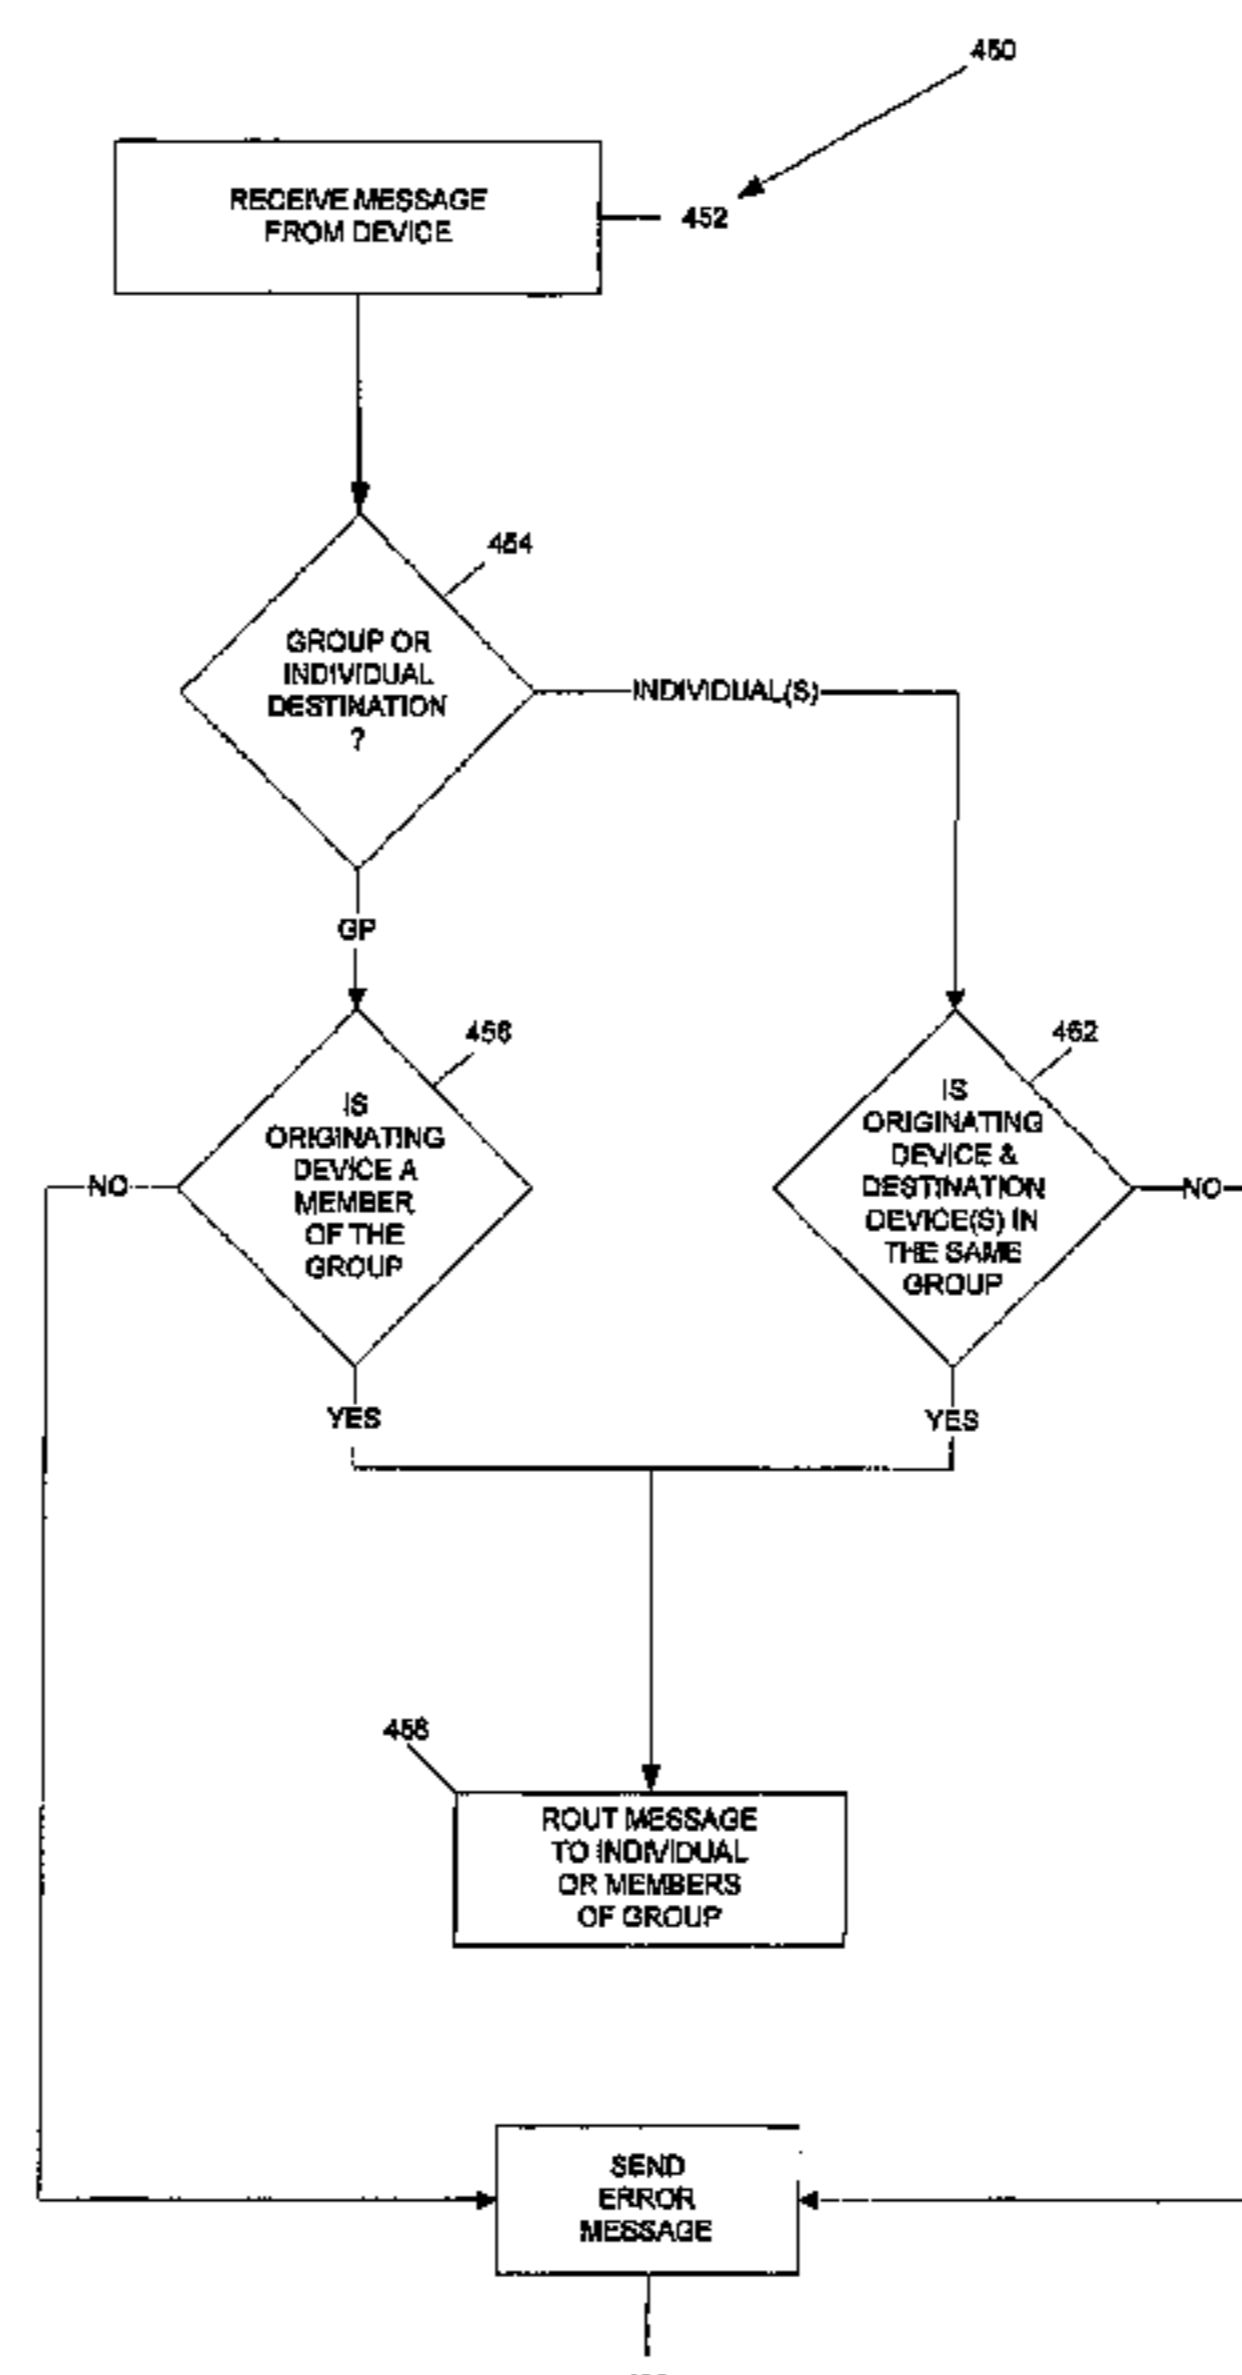 450
RECEIVE MESSAGE
FROM DEVICE
452
454
GROUP OR
INDIVIDUAL
DESTINATION
?
INDIVIDUAL(S)
GP
456
462
IS
ORIGINATING
DEVICE A
MEMBER
OF THE
GROUP
NO
IS
ORIGINATING
DEVICE &
DESTINATION
DEVICE(S) IN
THE SAME
GROUP
NO
YES
YES
458
ROUT MESSAGE
TO INDIVIDUAL
OR MEMBERS
OF GROUP
SEND
ERROR
MESSAGE